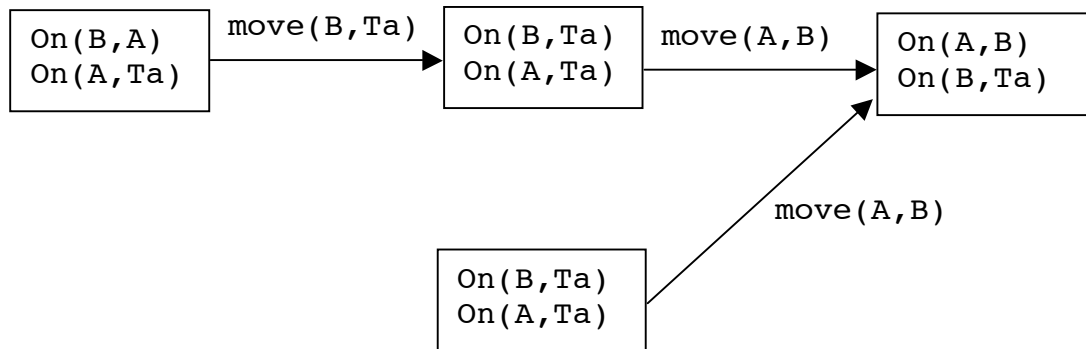 On(B,A)
On(A,Ta)
move(B,Ta)
On(B,Ta)
On(A,Ta)
move(A,B)
On(A,B)
On(B,Ta)
move(A,B)
On(B,Ta)
On(A,Ta)